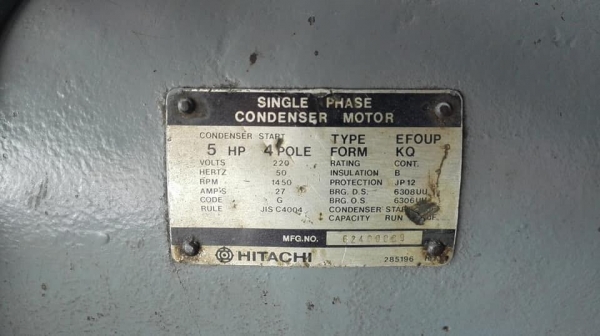 SINGLE PHASE
CONDENSER MOTOR
CONDENSER START TYPE EFOUP
5 HP 4 POLE FORM KQ
VOLTS 220 RATING CONT.
HERTZ 50 INSULATION B
RPM 1450 PROTECTION JP12
AMPS 27 BRG. D.S. 6308UU
CODE G BRG. O.S. 6306UU
RULE JIS C4004 CONDENSER START
CAPACITY RUN
MFG.NO.
HITACHI 285196